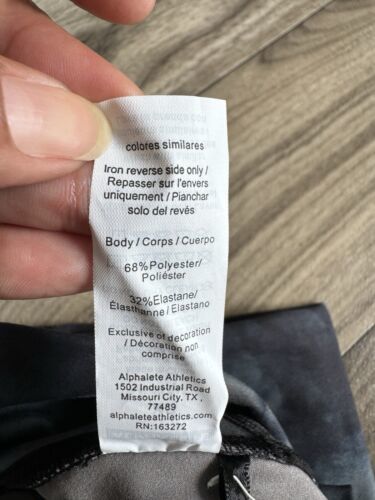 colores similares
Iron reverse side only /
Repasser sur l'envers
uniquement / Pianchar
solo del revés
Body / Corps / Cuerpo
68%Polyester/
Poliéster
32%Elastane/
Élasthanne / Elastano
Exclusive of decoration
/ Décoration non
comprise
Alphalete Athletics
1502 Industrial Road
Missouri City, TX ,
77489
alphaleteathletics.com
RN:163272